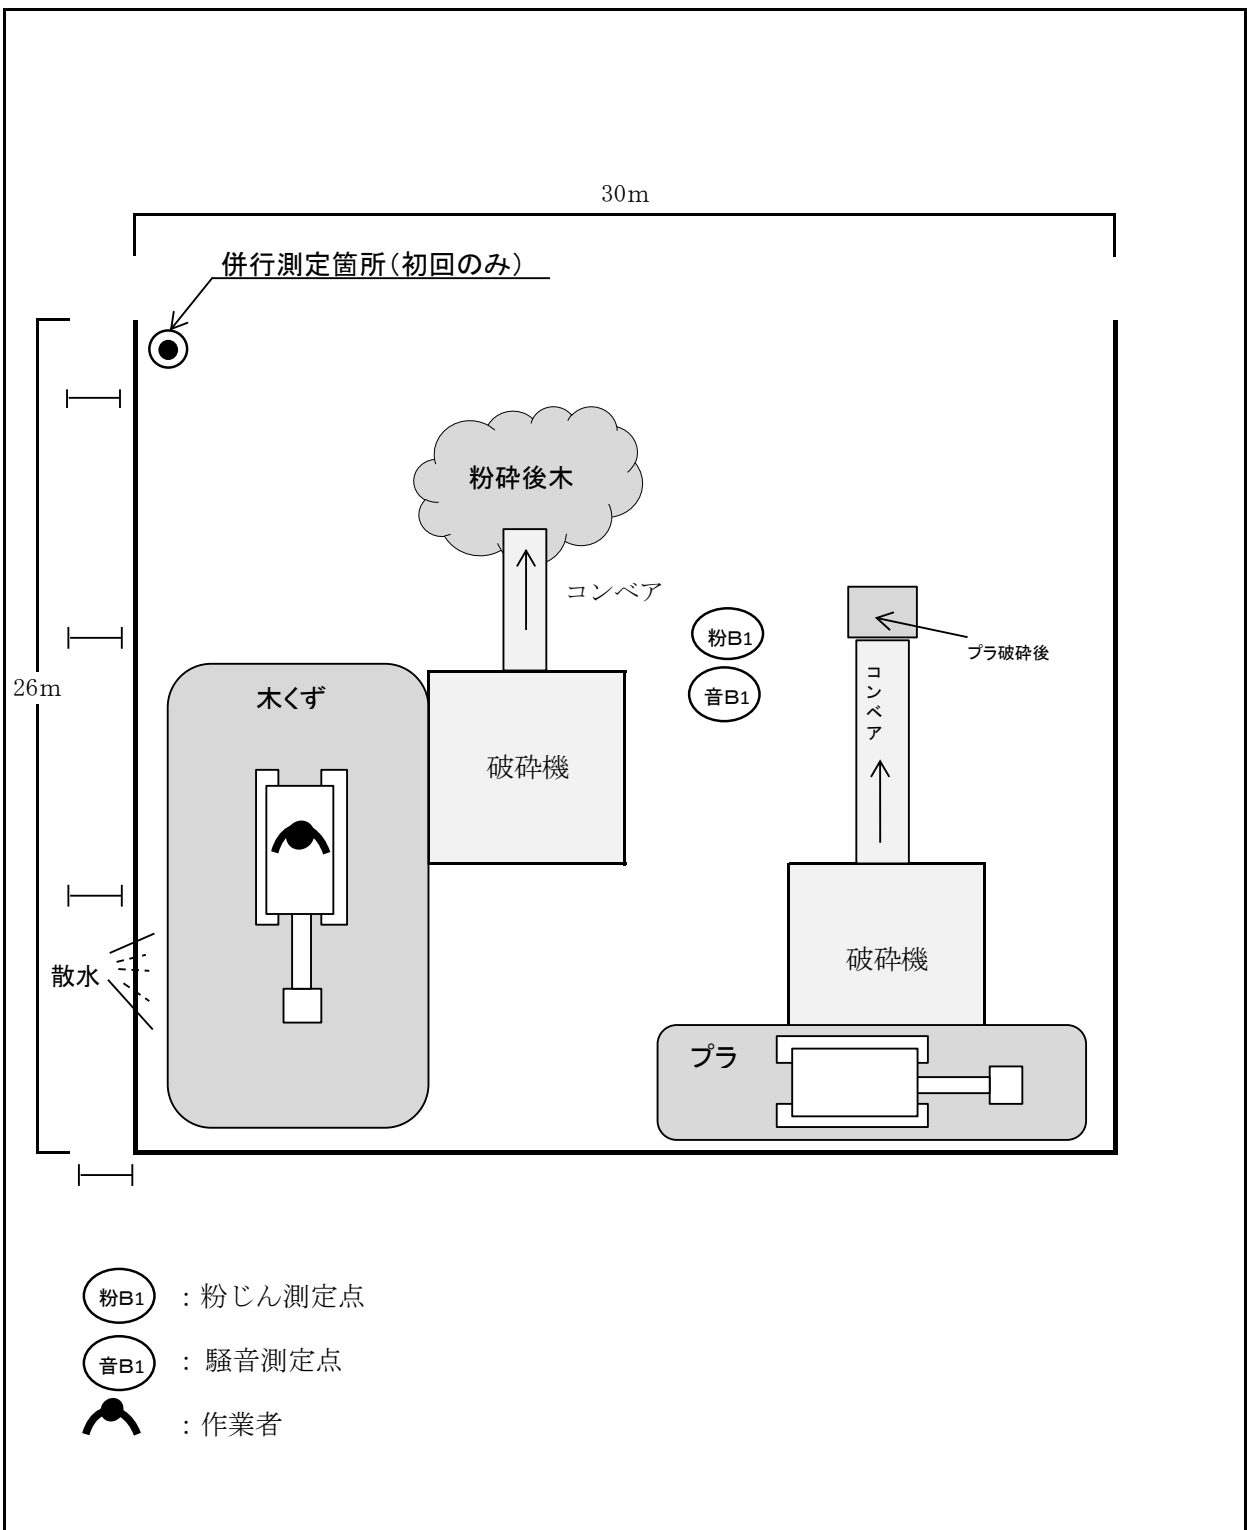 30m
併行測定箇所(初回のみ)
粉砕後木
コンベア
粉B1
プラ破砕後
コンベア
26m
木くず
音B1
破砕機
破砕機
散水
プラ
粉B1 : 粉じん測定点
音B1 : 騒音測定点
: 作業者